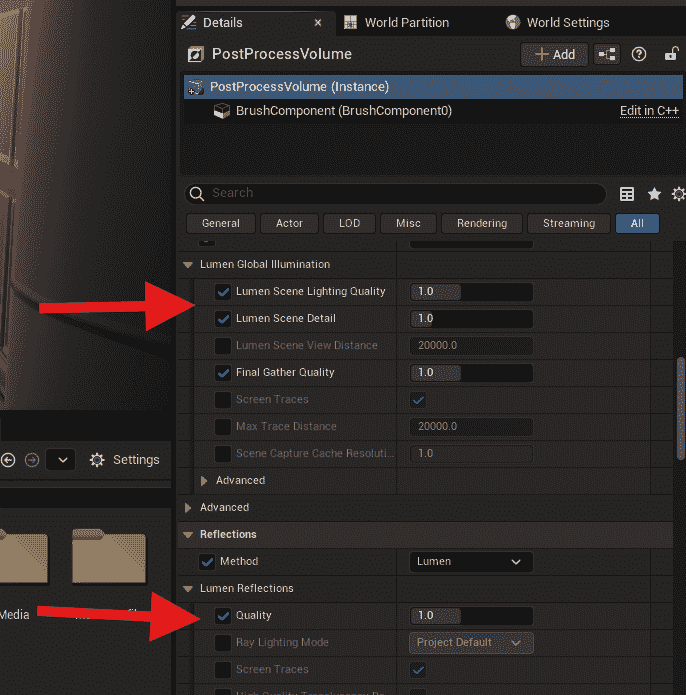 Details
World Partition
World Settings
PostProcessVolume
Add
PostProcessVolume (Instance)
BrushComponent (BrushComponent0)
Edit in C++
Search
General
Actor
LOD
Misc
Rendering
Streaming
All
Lumen Global Illumination
Lumen Scene Lighting Quality 1.0
Lumen Scene Detail 1.0
Lumen Scene View Distance 20000.0
Final Gather Quality 1.0
Screen Traces
Max Trace Distance 20000.0
Scene Capture Cache Resoluti... 1.0
Advanced
Advanced
Reflections
Method Lumen
Lumen Reflections
Quality 1.0
Ray Lighting Mode Project Default
Screen Traces
Settings
Media